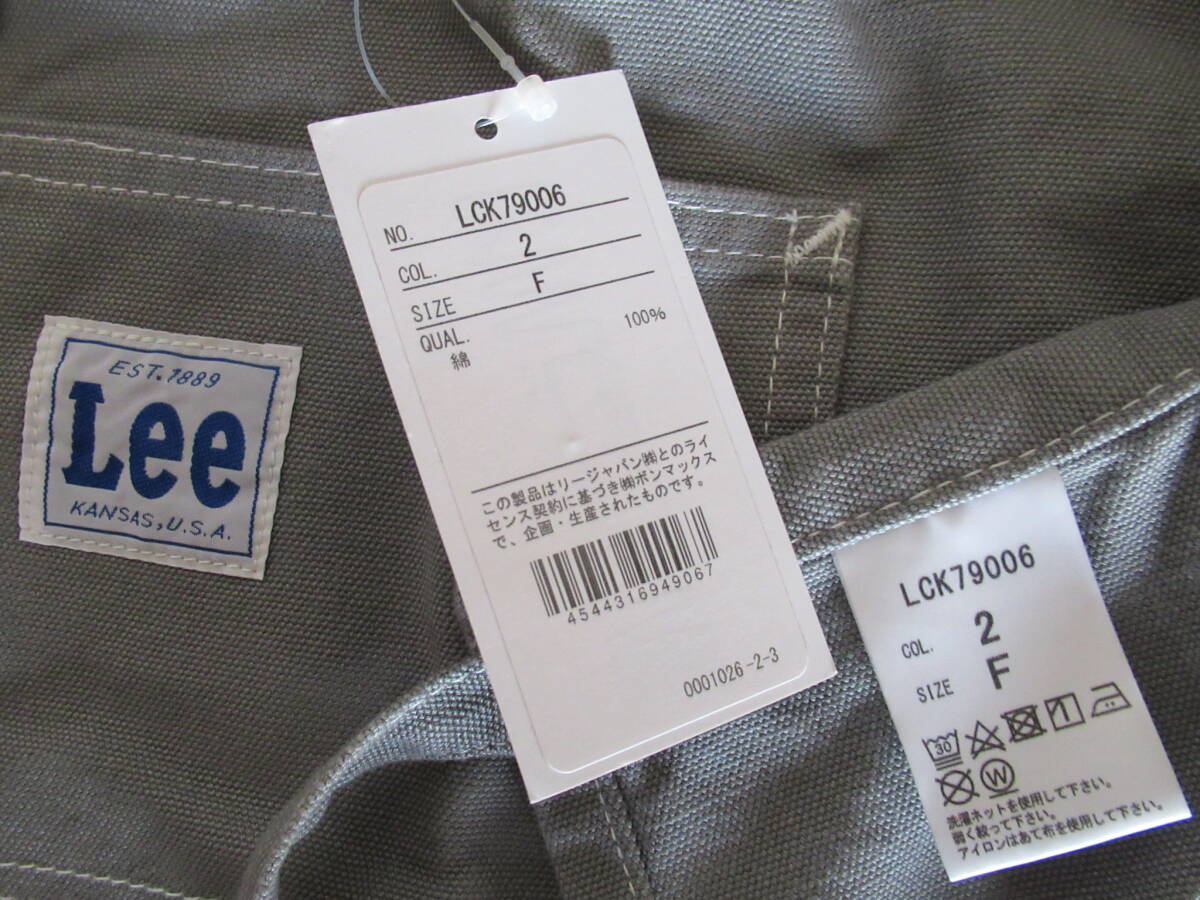 EST. 1889
Lee
KANSAS, U.S.A.
NO. LCK79006
COL. 2
SIZE F
QUAL.
綿 100%
この製品はリージャパン㈱とのライ
センス契約に基づき㈱ボンマックス
で、企画・生産されたものです。
4544316949067
0001026-2-3
LCK79006
COL. 2
SIZE F
30
W
洗濯ネットを使用して下さい。
弱く絞って下さい。
アイロンはあて布を使用して下さい。